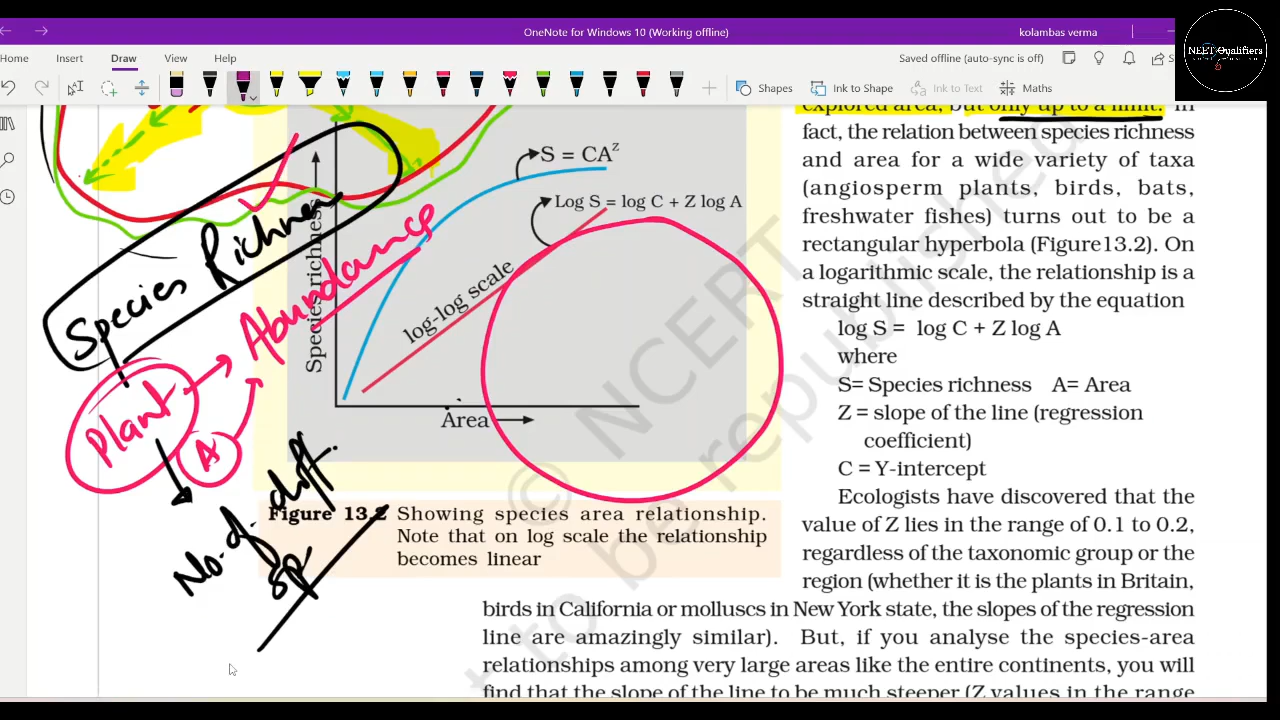 OneNote for Windows 10 (Working offline)
kolambas verma
NEET Qualifiers
Home Insert Draw View Help
Saved offline (auto-sync is off)
Shapes Ink to Shape Ink to Text Maths
explored area, but only up to a limit. In
fact, the relation between species richness
and area for a wide variety of taxa
(angiosperm plants, birds, bats,
freshwater fishes) turns out to be a
rectangular hyperbola (Figure13.2). On
a logarithmic scale, the relationship is a
straight line described by the equation
log S = log C + Z log A
where
S= Species richness A= Area
Z = slope of the line (regression
coefficient)
C = Y-intercept
Ecologists have discovered that the
value of Z lies in the range of 0.1 to 0.2,
regardless of the taxonomic group or the
region (whether it is the plants in Britain,
birds in California or molluscs in New York state, the slopes of the regression
line are amazingly similar). But, if you analyse the species-area
relationships among very large areas like the entire continents, you will
find that the slope of the line to be much steeper (Z values in the range
S = CA^z
Log S = log C + Z log A
log-log scale
Species richness
Area
Figure 13.2 Showing species area relationship.
Note that on log scale the relationship
becomes linear
Species Richness
Abundance
Plant
A
No. of diff.
sp
© NCERT
to be republished